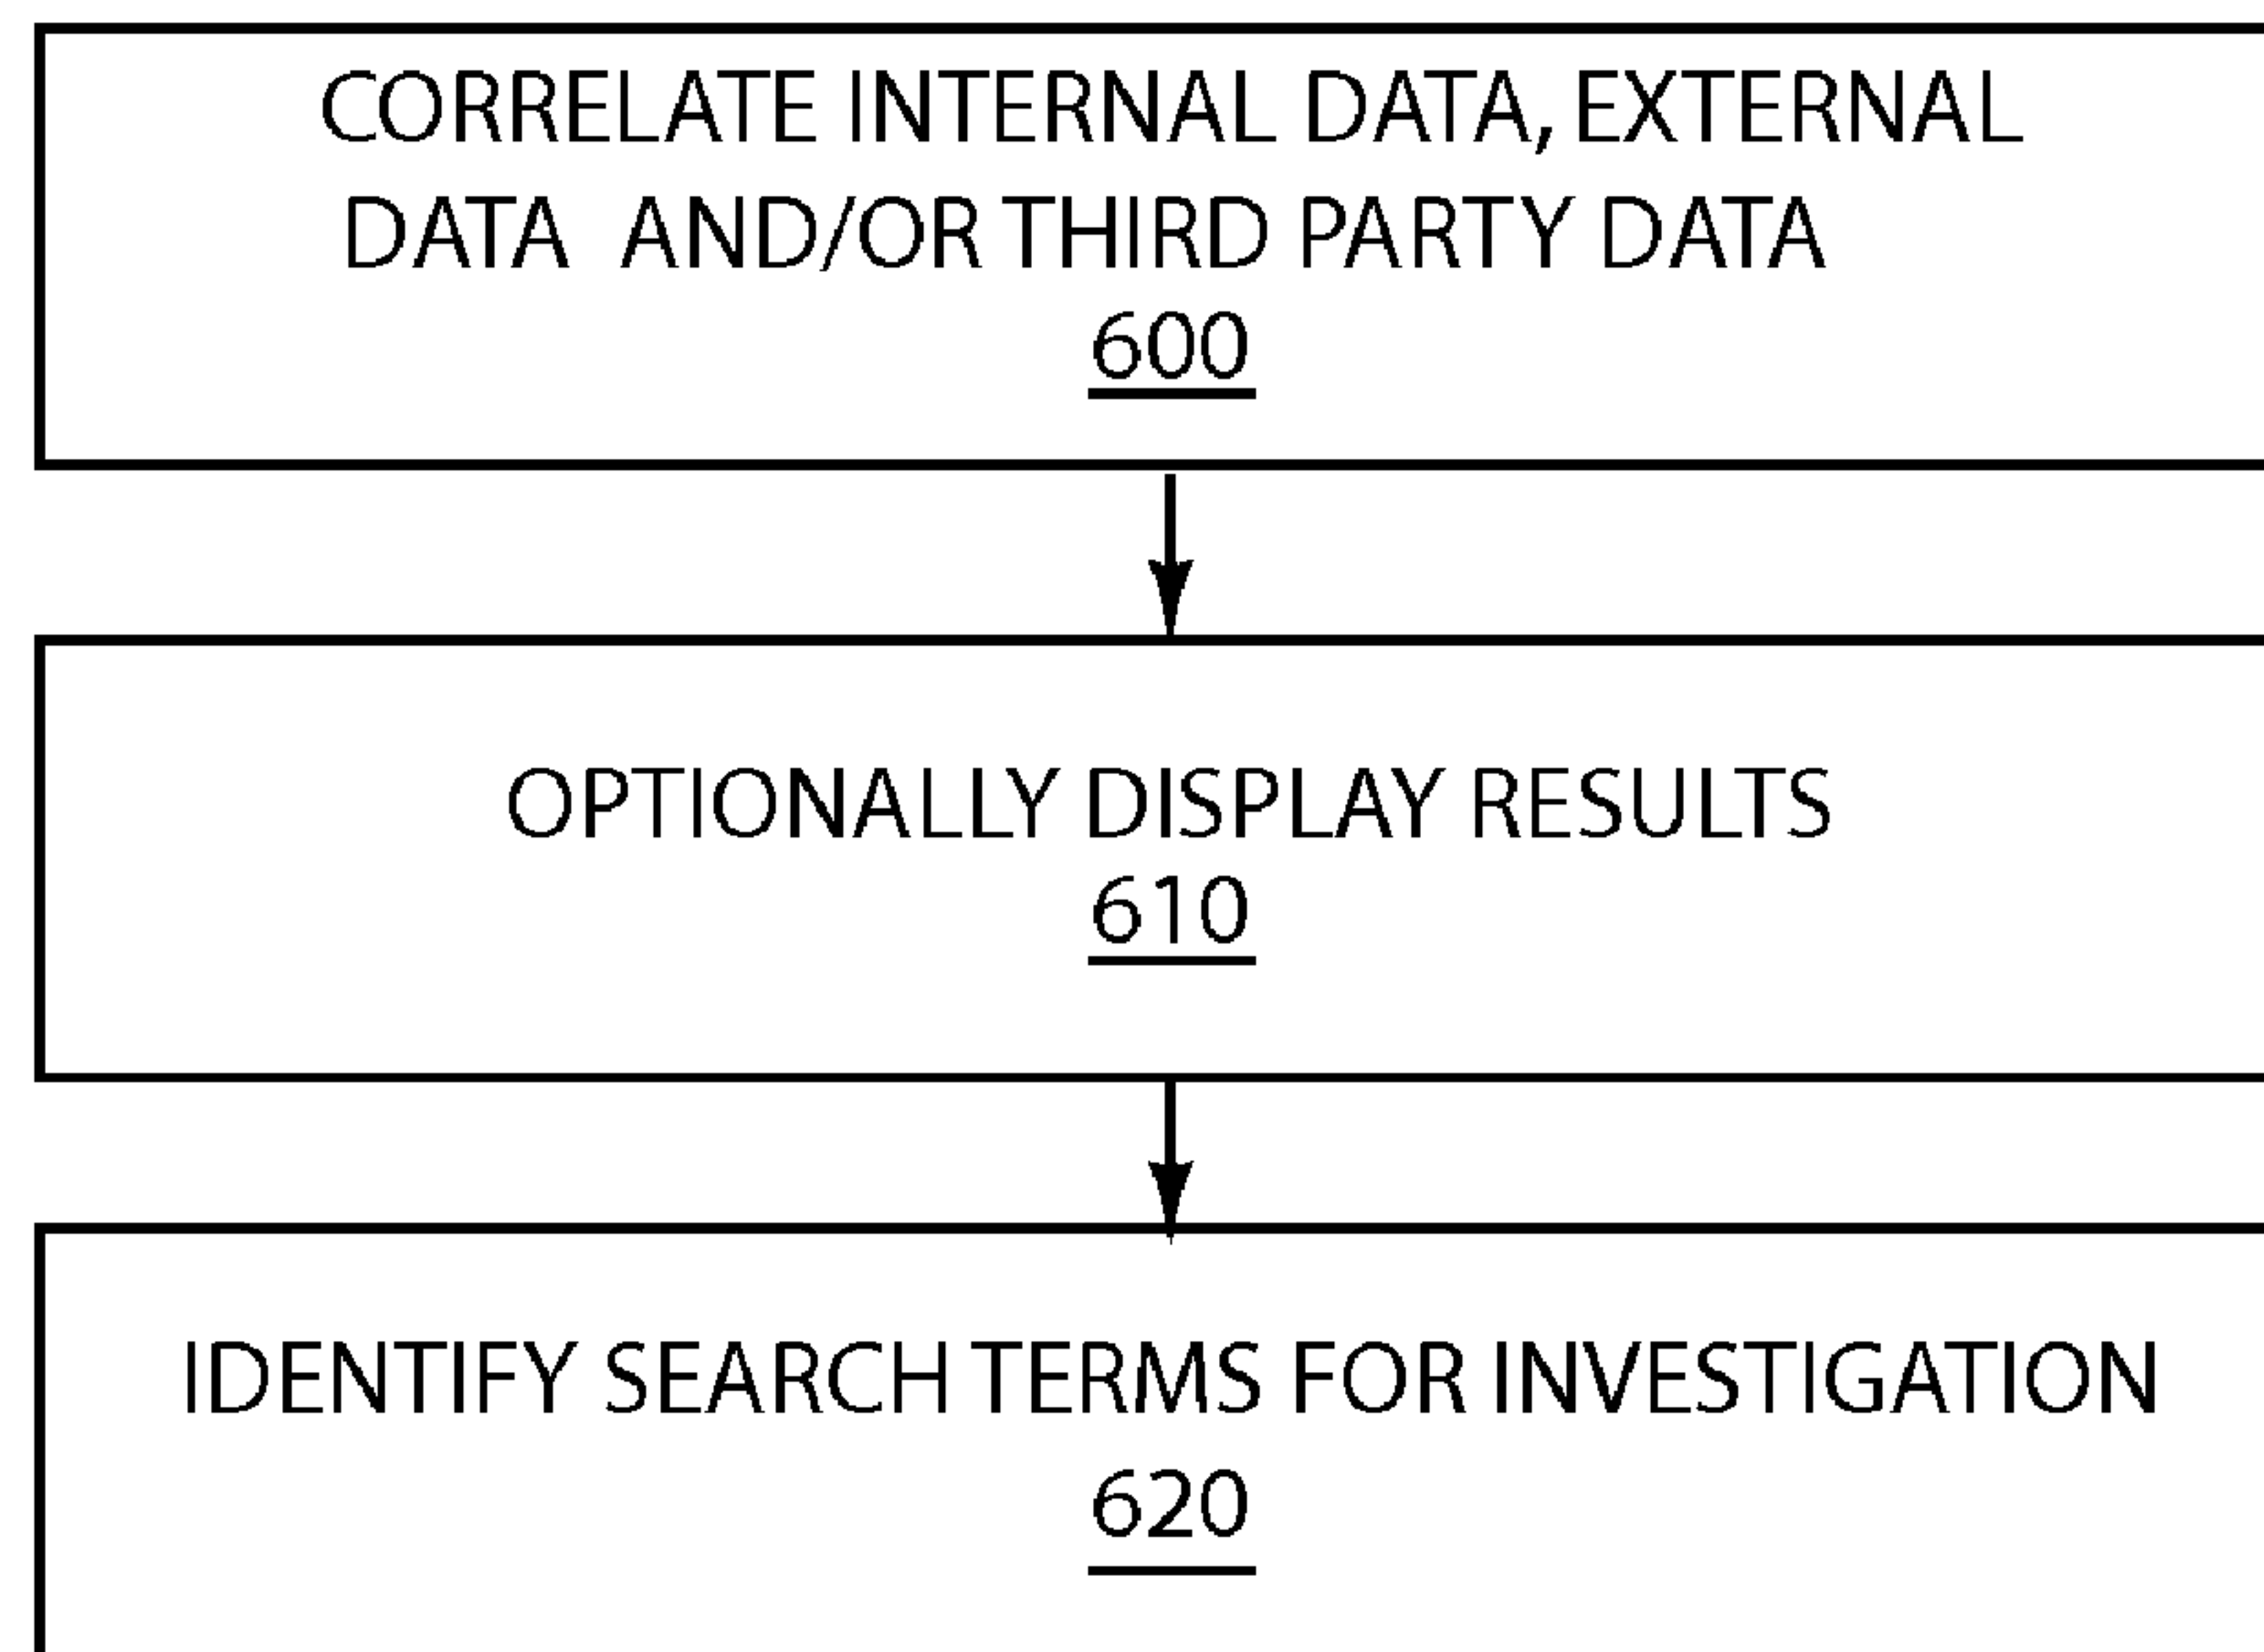 CORRELATE INTERNAL DATA, EXTERNAL
DATA AND/OR THIRD PARTY DATA
600
OPTIONALLY DISPLAY RESULTS
610
IDENTIFY SEARCH TERMS FOR INVESTIGATION
620